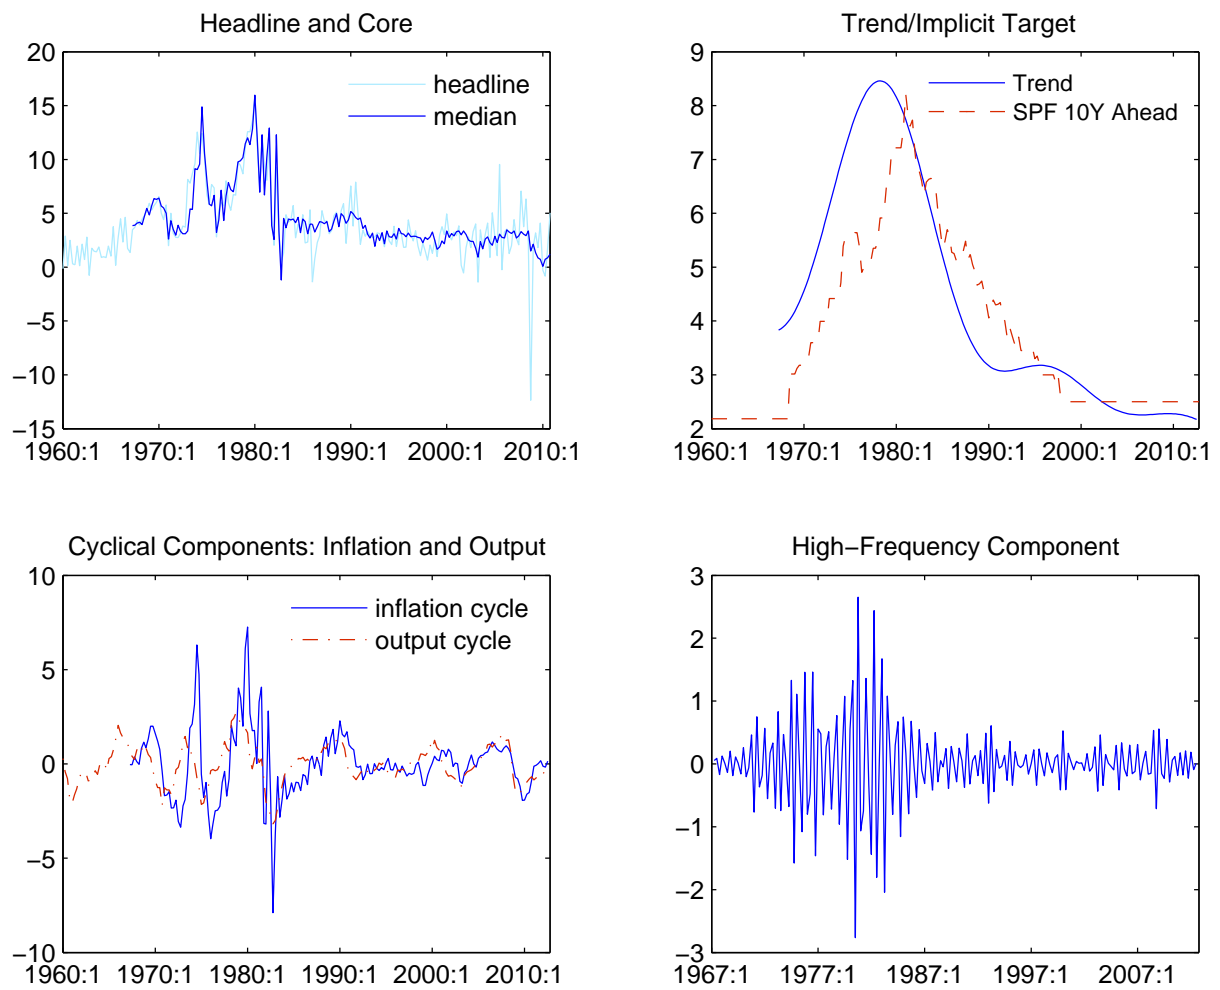 Headline and Core
20
15
10
5
0
−5
−10
−15
1960:1 1970:1 1980:1 1990:1 2000:1 2010:1
headline
median
Trend/Implicit Target
9
8
7
6
5
4
3
2
1960:1 1970:1 1980:1 1990:1 2000:1 2010:1
Trend
SPF 10Y Ahead
Cyclical Components: Inflation and Output
10
5
0
−5
−10
1960:1 1970:1 1980:1 1990:1 2000:1 2010:1
inflation cycle
output cycle
High−Frequency Component
3
2
1
0
−1
−2
−3
1967:1 1977:1 1987:1 1997:1 2007:1